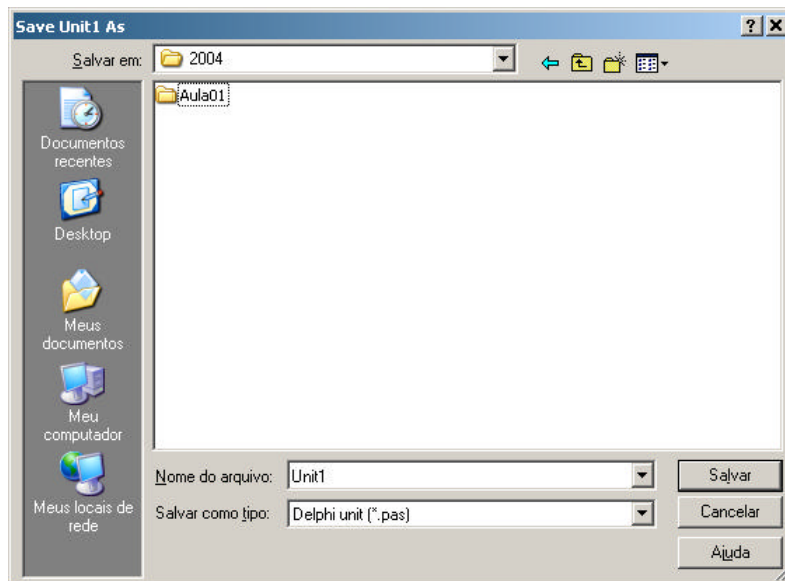 Save Unit1 As
Salvar em:
2004
Aula01
Documentos
recentes
Desktop
Meus
documentos
Meu
computador
Meus locais de
rede
Nome do arquivo:
Unit1
Salvar
Salvar como tipo:
Delphi unit (*.pas)
Cancelar
Ajuda